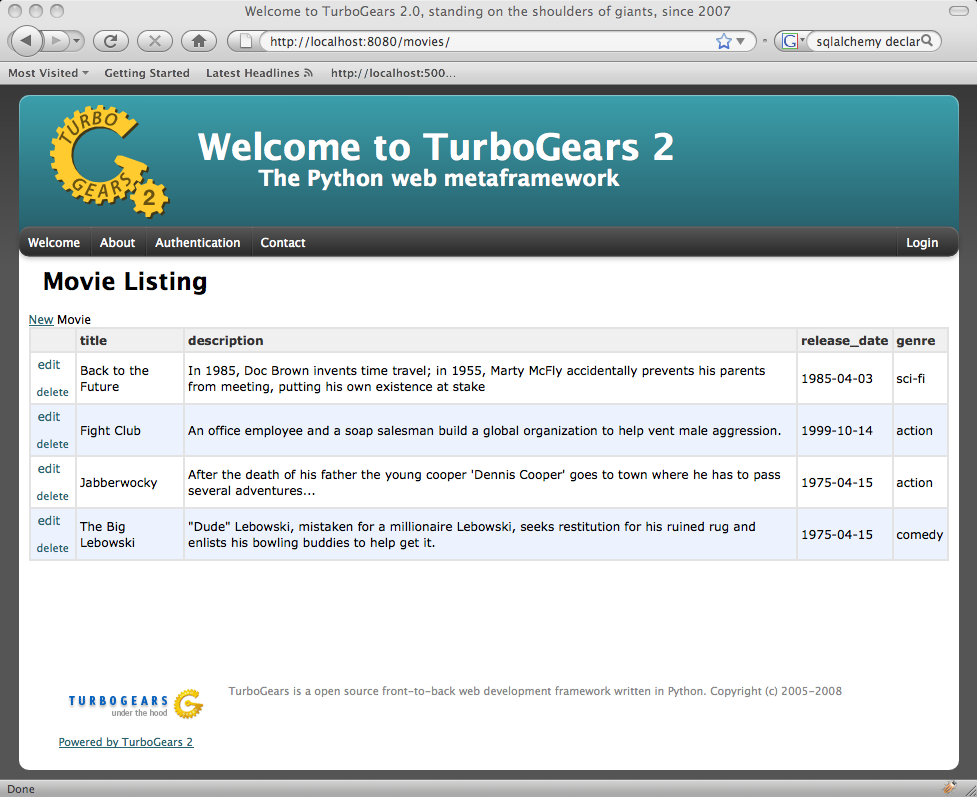 Welcome to TurboGears 2.0, standing on the shoulders of giants, since 2007
http://localhost:8080/movies/
sqlalchemy declar
Most Visited Getting Started Latest Headlines http://localhost:500...
TURBO
GEARS
2
Welcome to TurboGears 2
The Python web metaframework
Welcome About Authentication Contact Login
Movie Listing
New Movie
title description release_date genre
edit
delete
Back to the
Future
In 1985, Doc Brown invents time travel; in 1955, Marty McFly accidentally prevents his parents
from meeting, putting his own existence at stake
1985-04-03
sci-fi
edit
delete
Fight Club
An office employee and a soap salesman build a global organization to help vent male aggression.
1999-10-14
action
edit
delete
Jabberwocky
After the death of his father the young cooper 'Dennis Cooper' goes to town where he has to pass
several adventures...
1975-04-15
action
edit
delete
The Big
Lebowski
"Dude" Lebowski, mistaken for a millionaire Lebowski, seeks restitution for his ruined rug and
enlists his bowling buddies to help get it.
1975-04-15
comedy
TURBOGEARS
under the hood
TurboGears is a open source front-to-back web development framework written in Python. Copyright (c) 2005-2008
Powered by TurboGears 2
Done